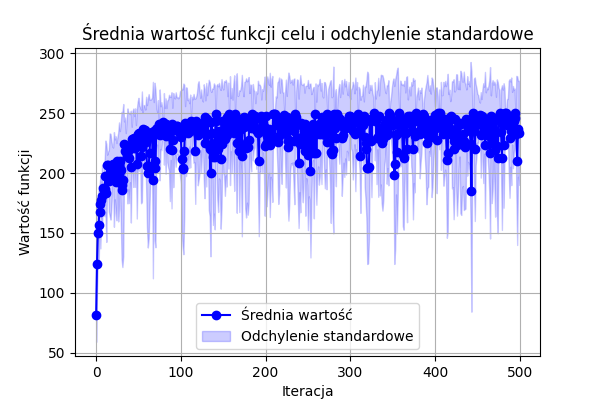 Średnia wartość funkcji celu i odchylenie standardowe
300
250
200
150
100
50
Wartość funkcji
0
100
200
300
400
500
Iteracja
Średnia wartość
Odchylenie standardowe